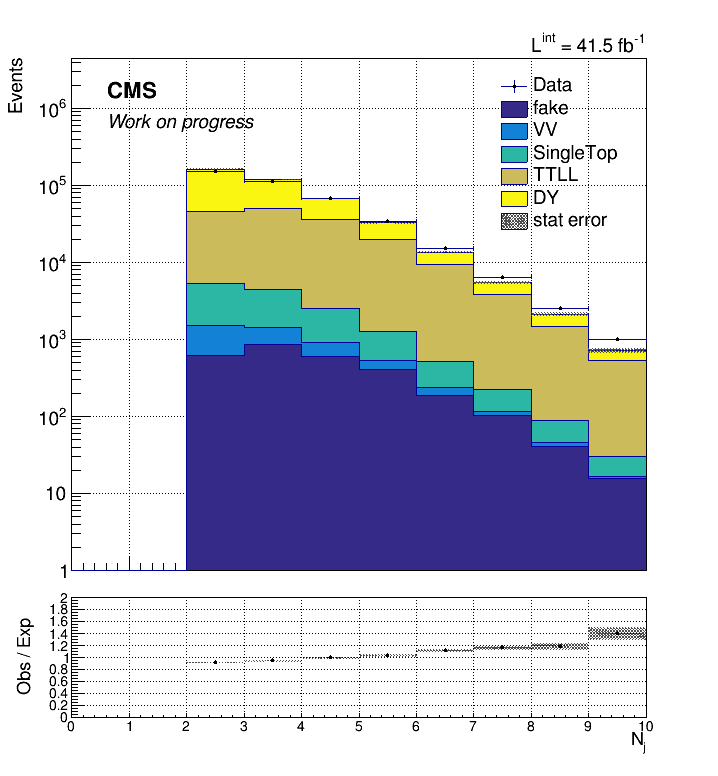 L^int = 41.5 fb^-1
Events
CMS
Work on progress
Data
fake
VV
SingleTop
TTLL
DY
stat error
10^6
10^5
10^4
10^3
10^2
10
1
Obs / Exp
2
1.8
1.6
1.4
1.2
1
0.8
0.6
0.4
0.2
0
0 1 2 3 4 5 6 7 8 9 10
N_j